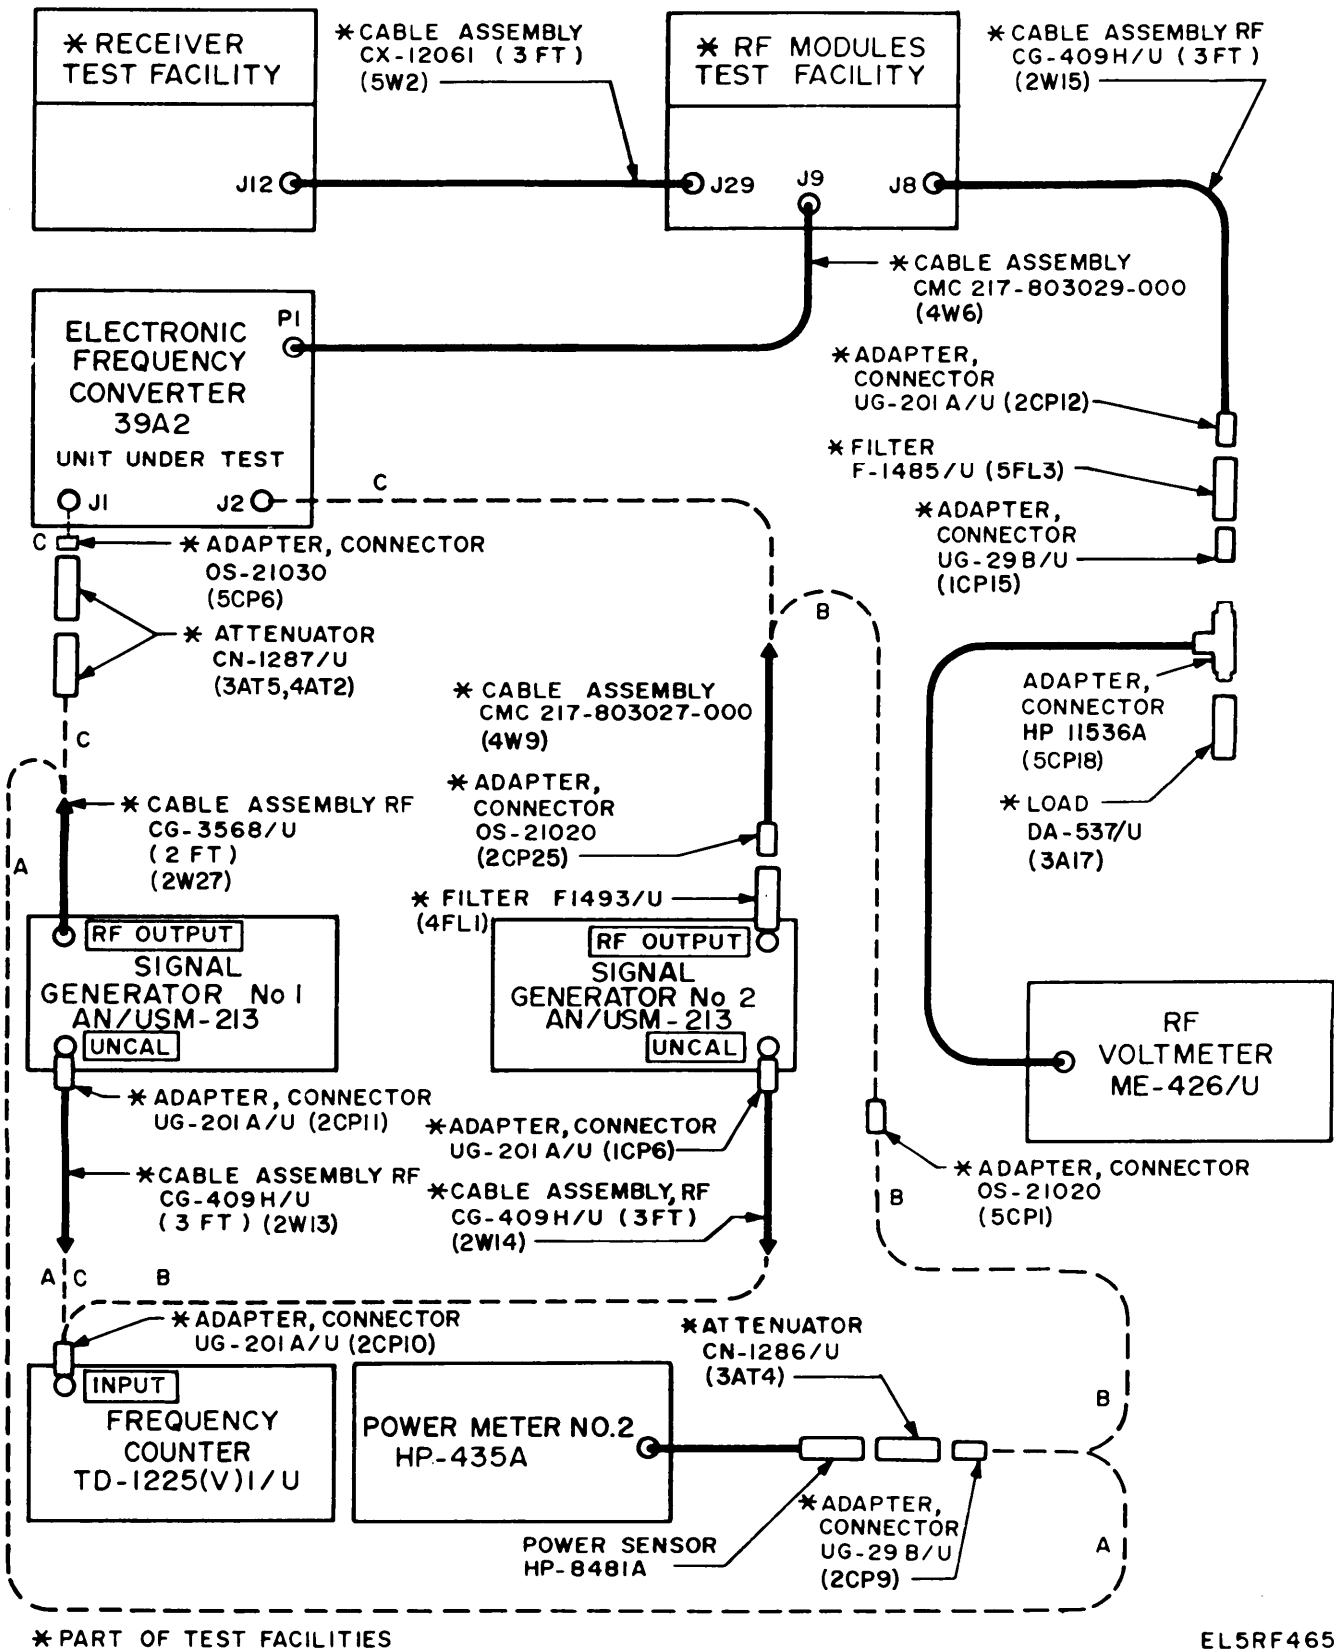 * RECEIVER
TEST FACILITY
J12
* CABLE ASSEMBLY
CX-12061 (3 FT)
(5W2)
* RF MODULES
TEST FACILITY
J29
J9
J8
* CABLE ASSEMBLY RF
CG-409H/U (3FT)
(2W15)
* CABLE ASSEMBLY
CMC 217-803029-000
(4W6)
ELECTRONIC
FREQUENCY
CONVERTER
39A2
UNIT UNDER TEST
P1
J1
J2
C
* ADAPTER,
CONNECTOR
UG-201 A/U (2CP12)
* FILTER
F-1485/U (5FL3)
* ADAPTER,
CONNECTOR
UG-29 B/U
(1CP15)
C
* ADAPTER, CONNECTOR
OS-21030
(5CP6)
* ATTENUATOR
CN-1287/U
(3AT5,4AT2)
C
B
* CABLE ASSEMBLY
CMC 217-803027-000
(4W9)
ADAPTER,
CONNECTOR
HP 11536A
(5CP18)
* LOAD
DA-537/U
(3A17)
* ADAPTER,
CONNECTOR
OS-21020
(2CP25)
* CABLE ASSEMBLY RF
CG-3568/U
(2 FT)
(2W27)
A
* FILTER F1493/U
(4FL1)
RF OUTPUT
SIGNAL
GENERATOR No 1
AN/USM-213
UNCAL
RF OUTPUT
SIGNAL
GENERATOR No 2
AN/USM-213
UNCAL
RF
VOLTMETER
ME-426/U
* ADAPTER, CONNECTOR
UG-201 A/U (2CP11)
* ADAPTER, CONNECTOR
UG-201 A/U (1CP6)
* CABLE ASSEMBLY RF
CG-409H/U
(3 FT) (2W13)
* CABLE ASSEMBLY, RF
CG-409H/U (3FT)
(2W14)
* ADAPTER, CONNECTOR
OS-21020
(5CP1)
B
A
C
B
* ADAPTER, CONNECTOR
UG-201A/U (2CP10)
* ATTENUATOR
CN-1286/U
(3AT4)
INPUT
FREQUENCY
COUNTER
TD-1225(V)1/U
POWER METER NO.2
HP-435A
B
POWER SENSOR
HP-8481A
* ADAPTER,
CONNECTOR
UG-29 B/U
(2CP9)
A
* PART OF TEST FACILITIES
EL5RF465